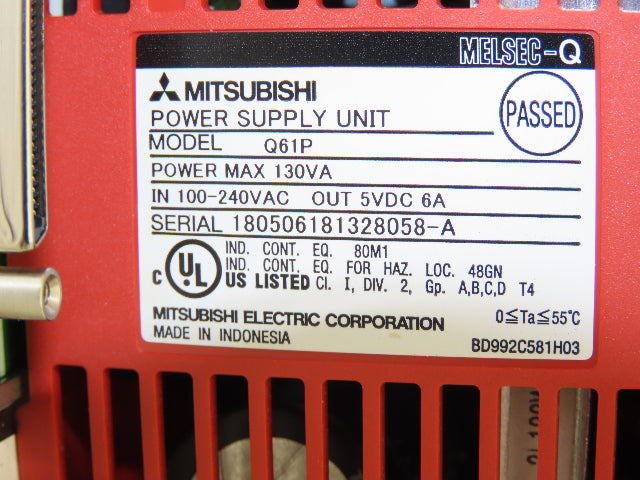 MELSEC-Q
MITSUBISHI
PASSED
POWER SUPPLY UNIT
MODEL Q61P
POWER MAX 130VA
IN 100-240VAC OUT 5VDC 6A
SERIAL 180506181328058-A
C UL US LISTED
IND. CONT. EQ. 80M1
IND. CONT. EQ. FOR HAZ. LOC. 48GN
Cl. I, DIV. 2, Gp. A,B,C,D T4
MITSUBISHI ELECTRIC CORPORATION 0≦Ta≦55℃
MADE IN INDONESIA BD992C581H03